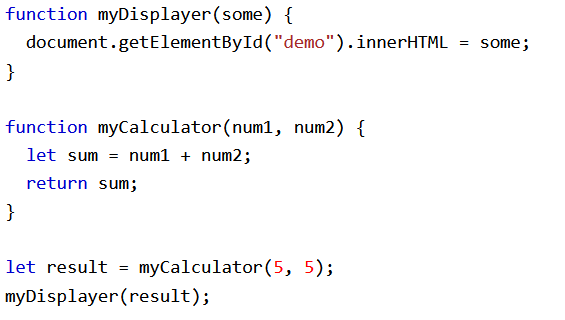 function myDisplayer(some) {
  document.getElementById("demo").innerHTML = some;
}

function myCalculator(num1, num2) {
  let sum = num1 + num2;
  return sum;
}

let result = myCalculator(5, 5);
myDisplayer(result);